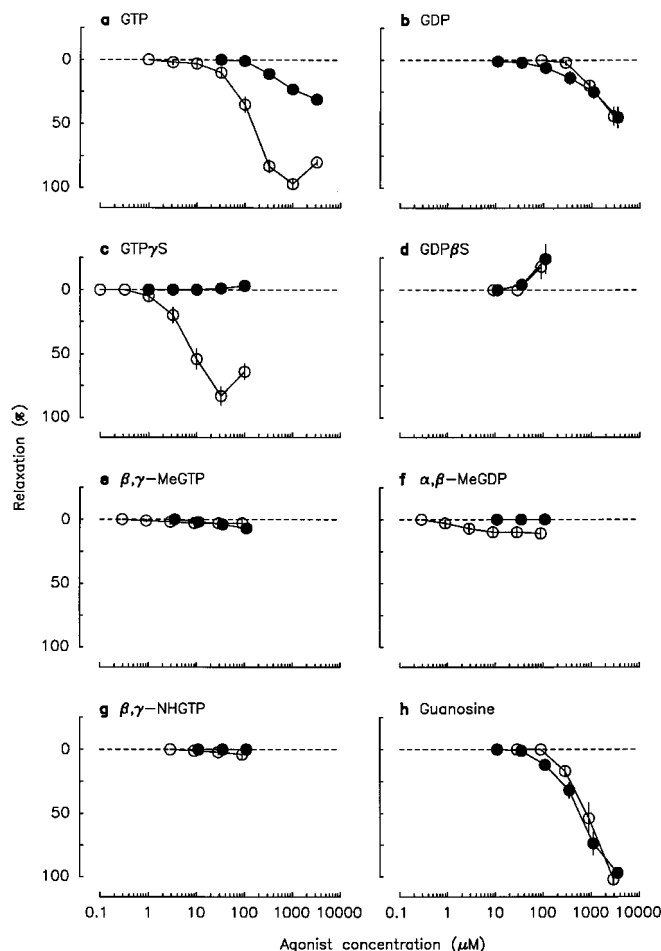 a GTP
b GDP
0
50
100
c GTPγS
d GDPβS
0
50
100
e β,γ–MeGTP
f α,β–MeGDP
0
50
100
g β,γ–NHGTP
h Guanosine
0
50
100
Relaxation (%)
0.1 1 10 100 1000 10000
0.1 1 10 100 1000 10000
Agonist concentration (μM)